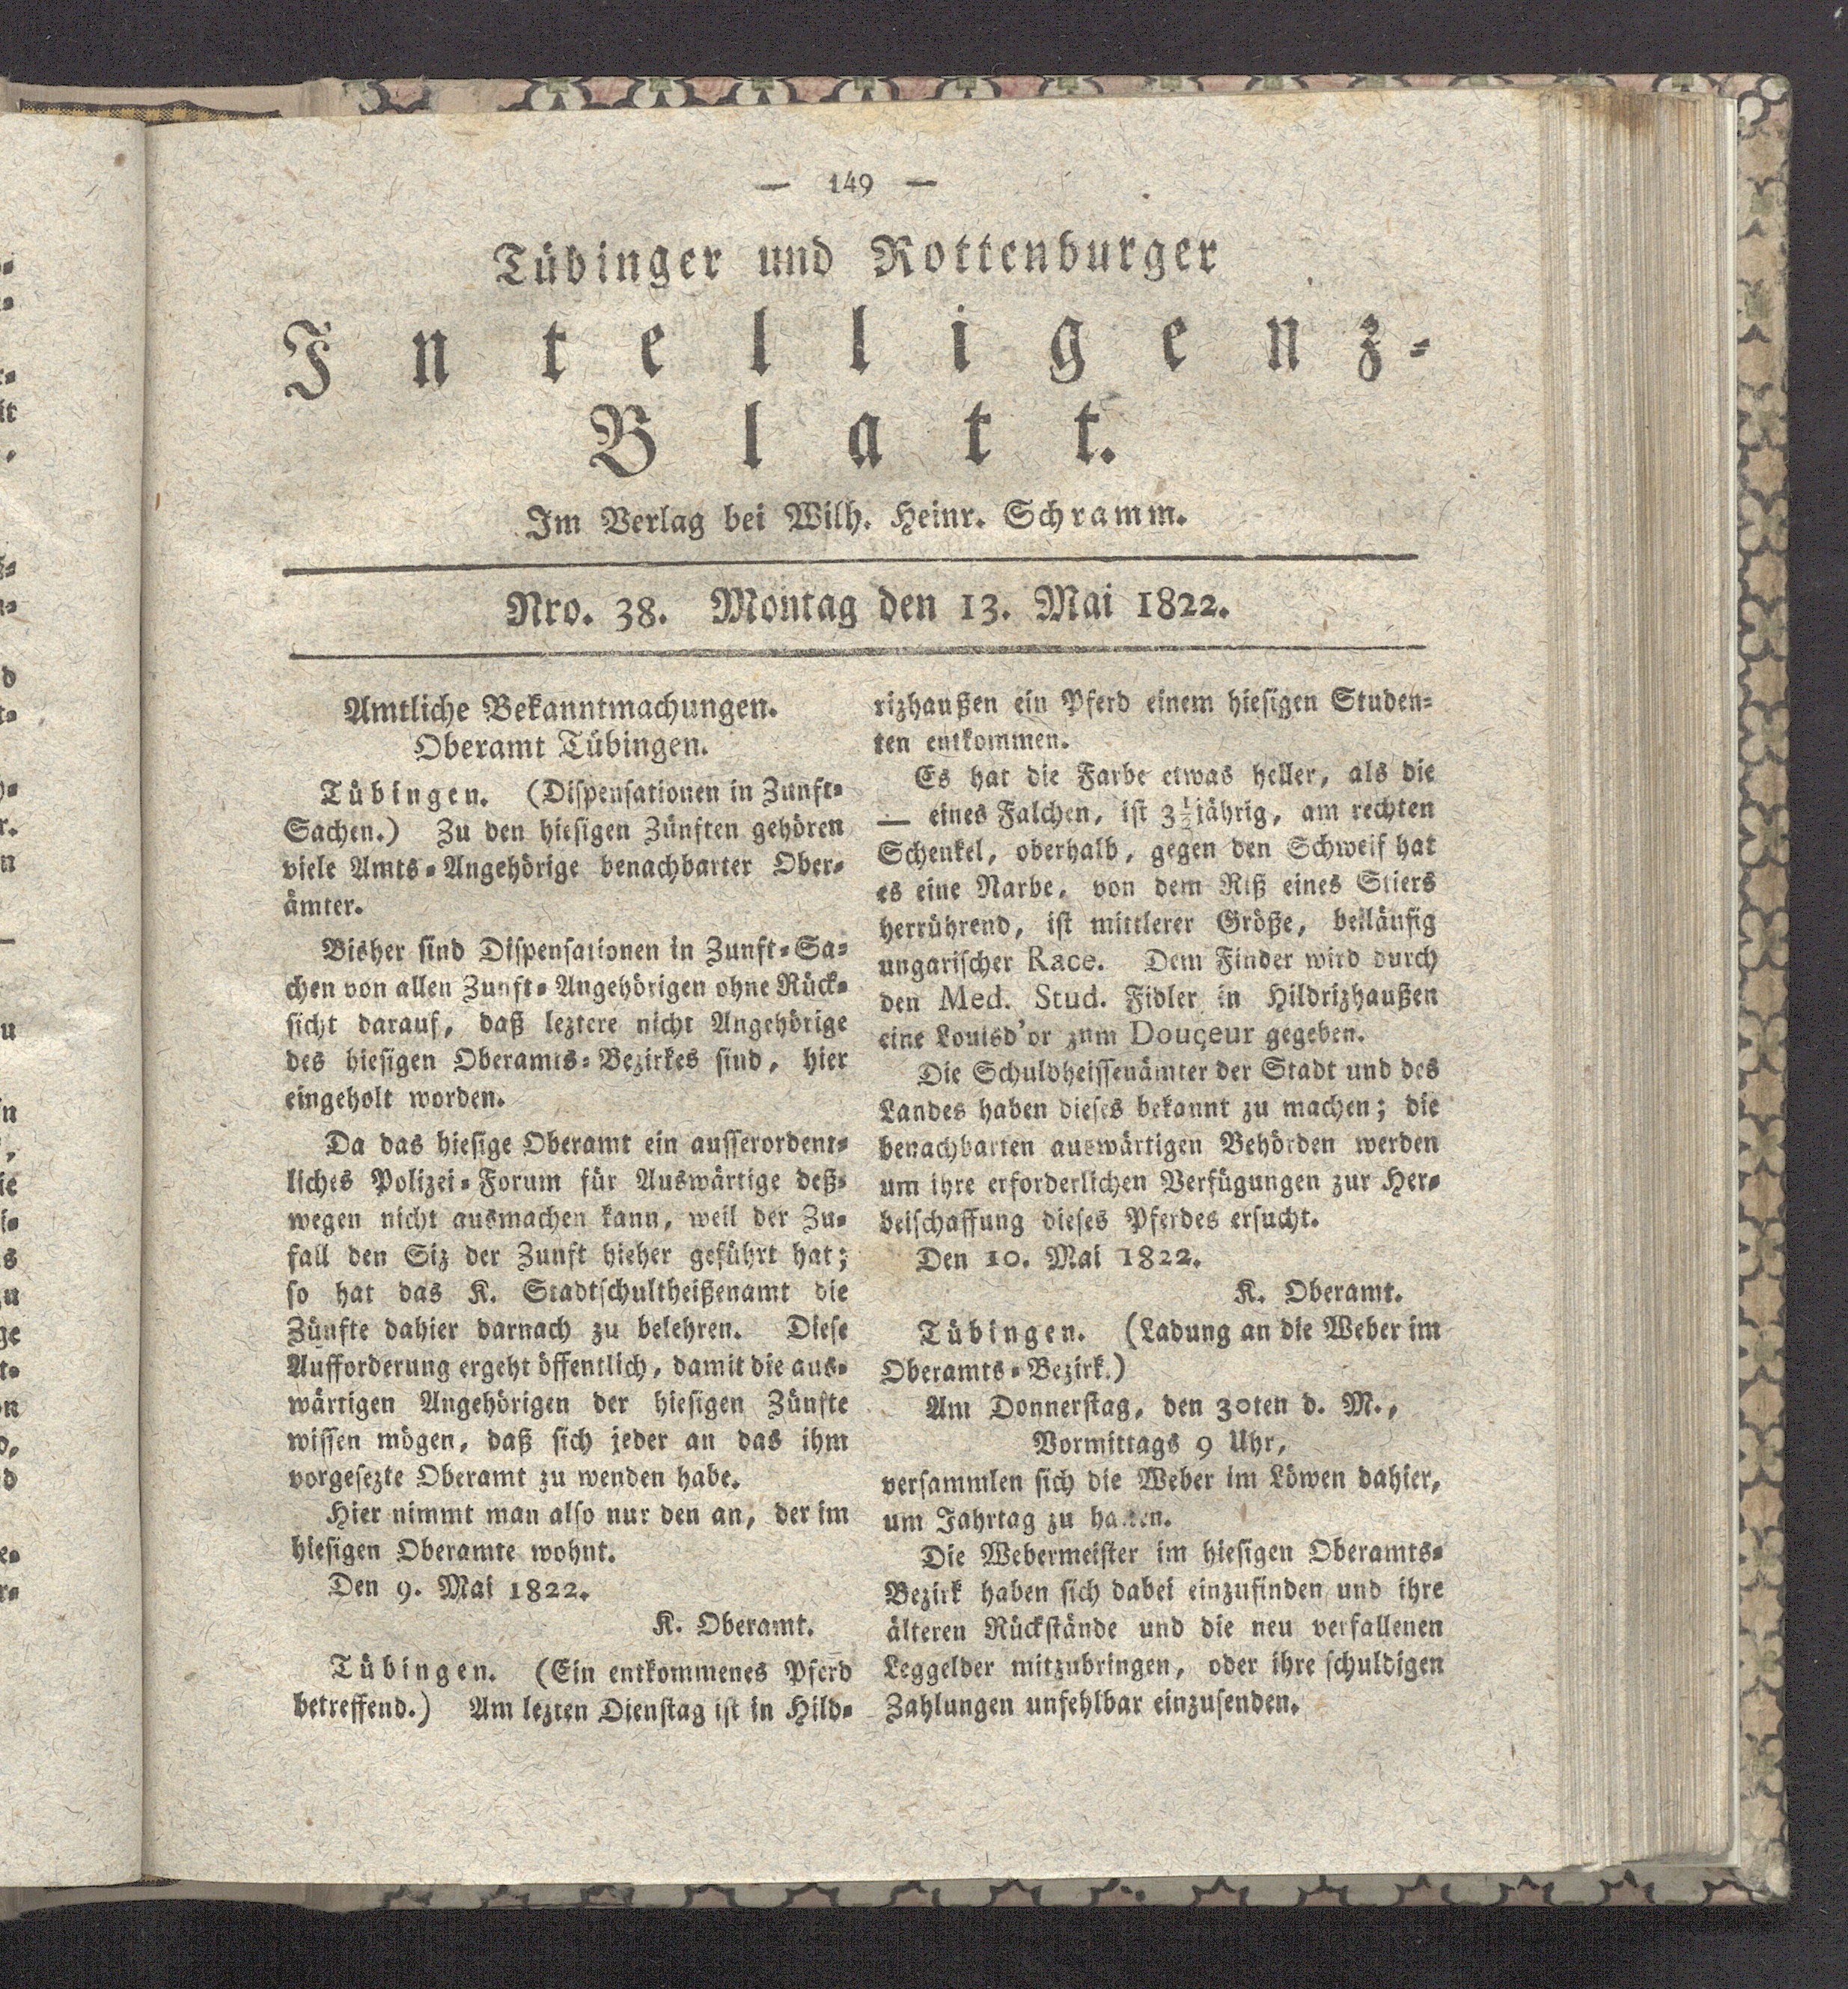 — 149 —
Tübinger und Rottenburger
Intelligenz-
Blatt.
Im Verlag bei Wilh. Heinr. Schramm.
Nro. 38. Montag den 13. Mai 1822.
Amtliche Bekanntmachungen.
Oberamt Tübingen.
Tübingen. (Dispensationen in Zunft-
Sachen.) Zu den hiesigen Zünften gehören
viele Amts-Angehörige benachbarter Ober-
ämter.
Bisher sind Dispensationen in Zunft-Sa-
chen von allen Zunft-Angehörigen ohne Rück-
sicht darauf, daß leztere nicht Angehörige
des hiesigen Oberamts-Bezirkes sind, hier
eingeholt worden.
Da das hiesige Oberamt ein ausserordent-
liches Polizei-Forum für Auswärtige deß-
wegen nicht ausmachen kann, weil der Zu-
fall den Siz der Zunft hieher geführt hat;
so hat das K. Stadtschultheißenamt die
Zünfte dahier darnach zu belehren. Diese
Aufforderung ergeht öffentlich, damit die aus-
wärtigen Angehörigen der hiesigen Zünfte
wissen mögen, daß sich jeder an das ihm
vorgesezte Oberamt zu wenden habe.
Hier nimmt man also nur den an, der im
hiesigen Oberamte wohnt.
Den 9. Mai 1822.
K. Oberamt.
Tübingen. (Ein entkommenes Pferd
betreffend.) Am lezten Dienstag ist in Hild-
rizhaußen ein Pferd einem hiesigen Studen-
ten entkommen.
Es hat die Farbe etwas heller, als die
— eines Falchen, ist 3½jährig, am rechten
Schenkel, oberhalb, gegen den Schweif hat
es eine Narbe, von dem Riß eines Stiers
herrührend, ist mittlerer Größe, beiläufig
ungarischer Race. Dem Finder wird durch
den Med. Stud. Fidler in Hildrizhaußen
eine Louisd'or zum Douçeur gegeben.
Die Schuldheissenämter der Stadt und des
Landes haben dieses bekannt zu machen; die
benachbarten auswärtigen Behörden werden
um ihre erforderlichen Verfügungen zur Her-
beischaffung dieses Pferdes ersucht.
Den 10. Mai 1822.
K. Oberamt.
Tübingen. (Ladung an die Weber im
Oberamts-Bezirk.)
Am Donnerstag, den 30ten d. M.,
Vormittags 9 Uhr,
versammlen sich die Weber im Löwen dahier,
um Jahrtag zu halten.
Die Webermeister im hiesigen Oberamts-
Bezirk haben sich dabei einzufinden und ihre
älteren Rückstände und die neu verfallenen
Leggelder mitzubringen, oder ihre schuldigen
Zahlungen unfehlbar einzusenden.